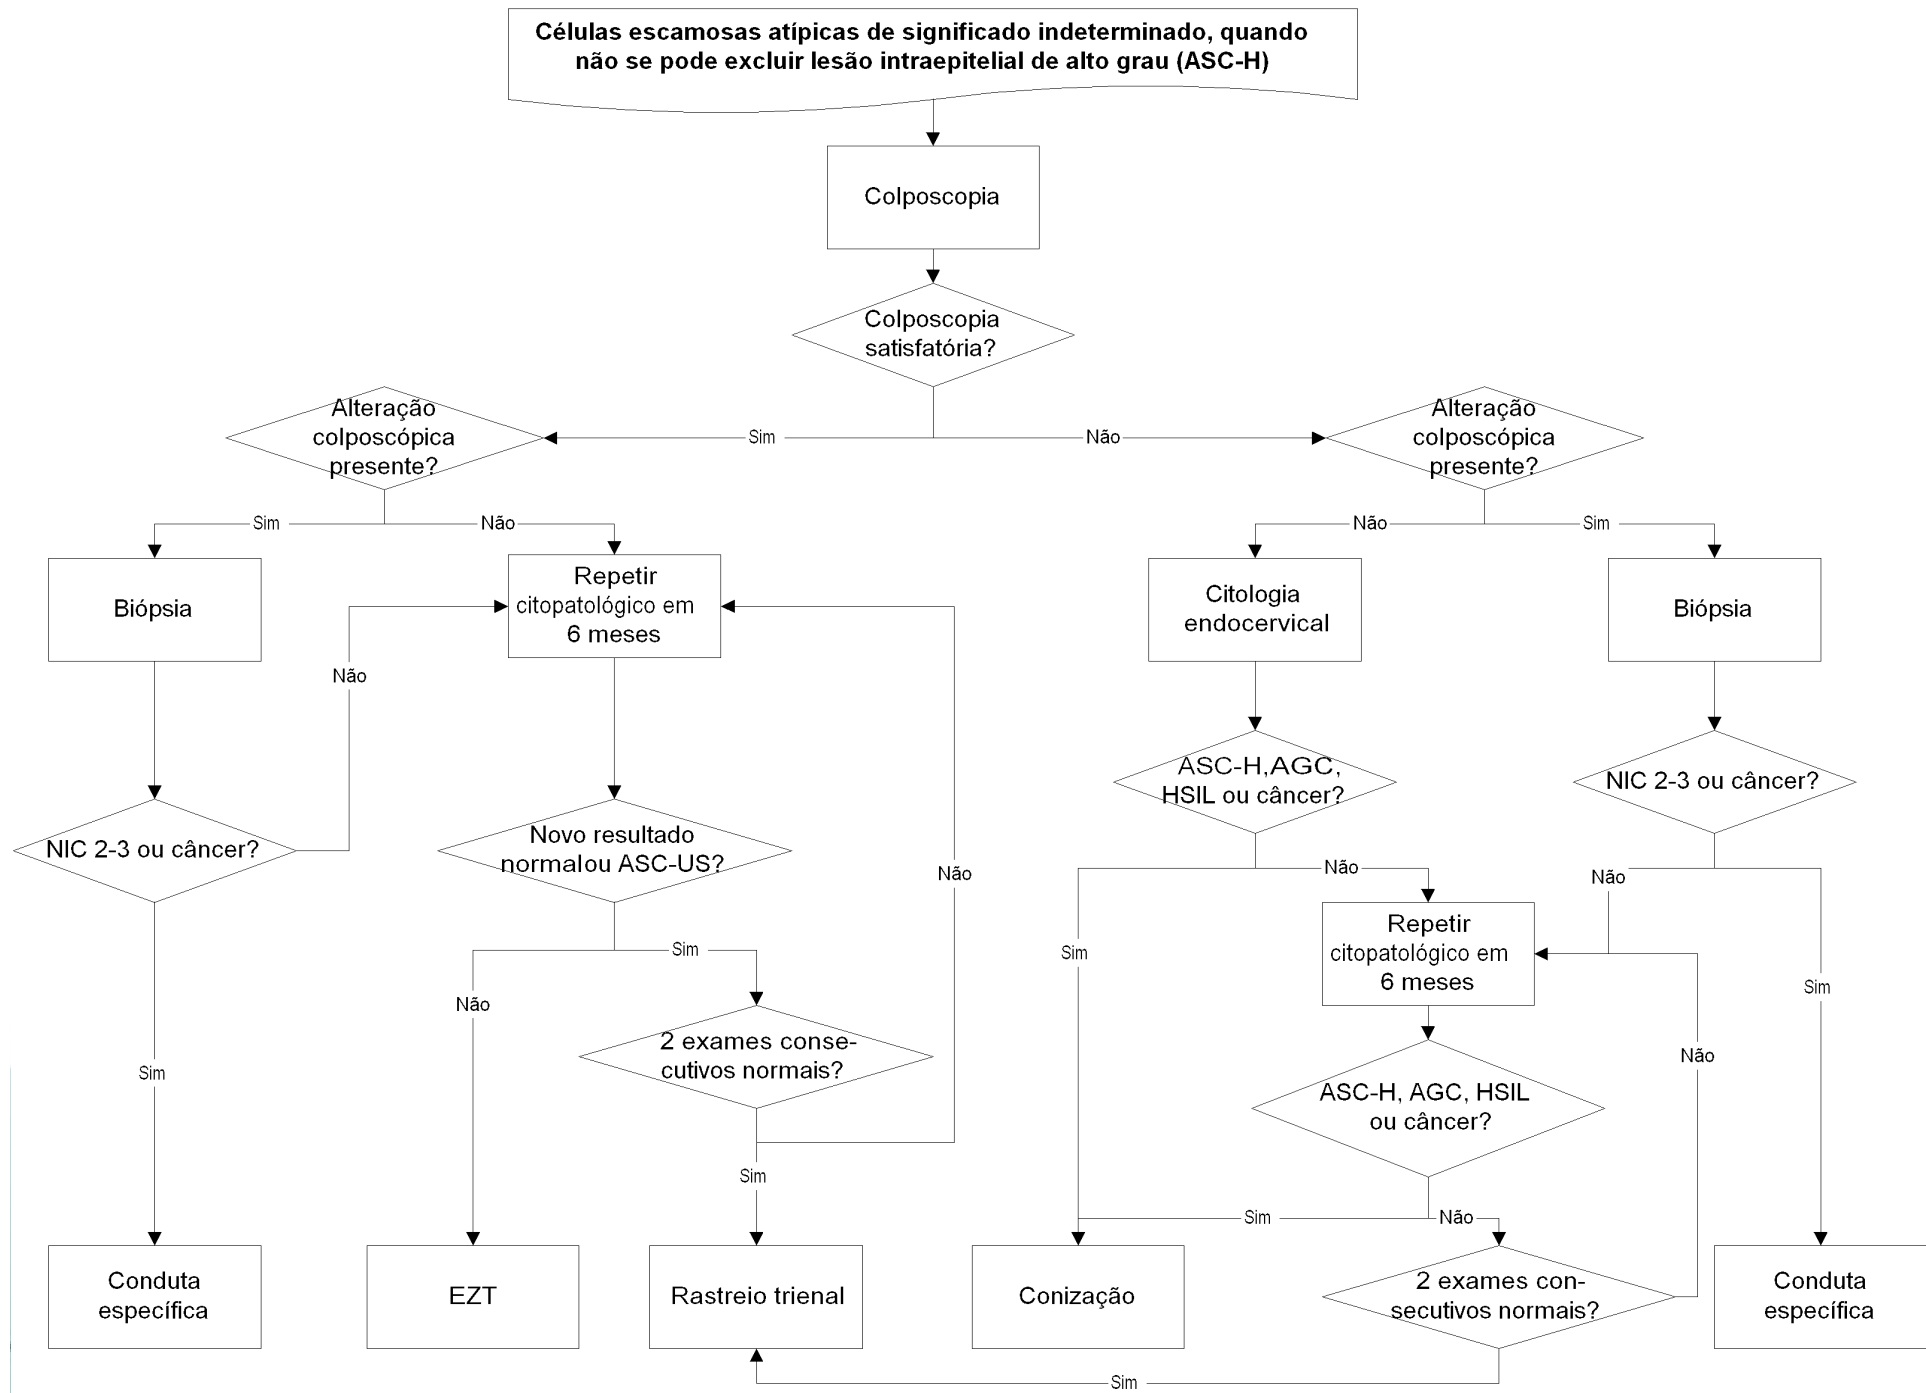 Células escamosas atípicas de significado indeterminado, quando
não se pode excluir lesão intraepitelial de alto grau (ASC-H)
Colposcopia
Colposcopia
satisfatória?
Alteração
colposcópica
presente?
Sim
Não
Alteração
colposcópica
presente?
Sim
Não
Não
Sim
Biópsia
Repetir
citopatológico em
6 meses
Citologia
endocervical
Biópsia
Não
ASC-H,AGC,
HSIL ou câncer?
NIC 2-3 ou câncer?
NIC 2-3 ou câncer?
Novo resultado
normalou ASC-US?
Não
Não
Não
Sim
Sim
Repetir
citopatológico em
6 meses
Não
Sim
2 exames conse-
cutivos normais?
Não
Sim
ASC-H, AGC, HSIL
ou câncer?
Sim
Sim
Não
Conduta
específica
EZT
Rastreio trienal
Conização
2 exames con-
secutivos normais?
Conduta
específica
Sim